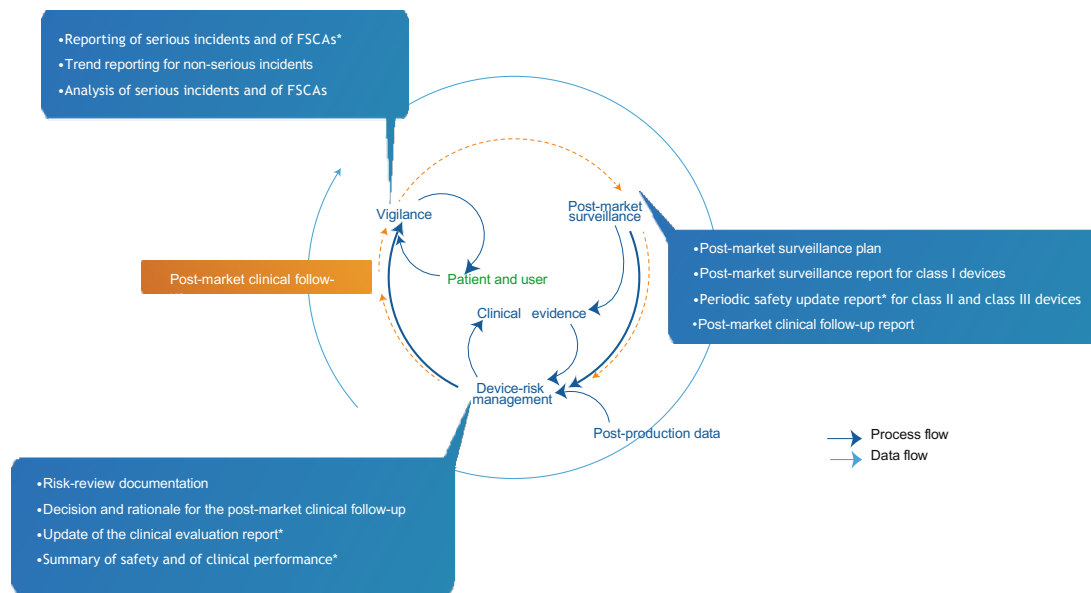 •Reporting of serious incidents and of FSCAs*
•Trend reporting for non-serious incidents
•Analysis of serious incidents and of FSCAs
Vigilance
Post-market
surveillance
•Post-market surveillance plan
•Post-market surveillance report for class I devices
•Periodic safety update report* for class II and class III devices
•Post-market clinical follow-up report
Post-market clinical follow-
Patient and user
Clinical evidence
Device-risk
management
Post-production data
Process flow
Data flow
•Risk-review documentation
•Decision and rationale for the post-market clinical follow-up
•Update of the clinical evaluation report*
•Summary of safety and of clinical performance*